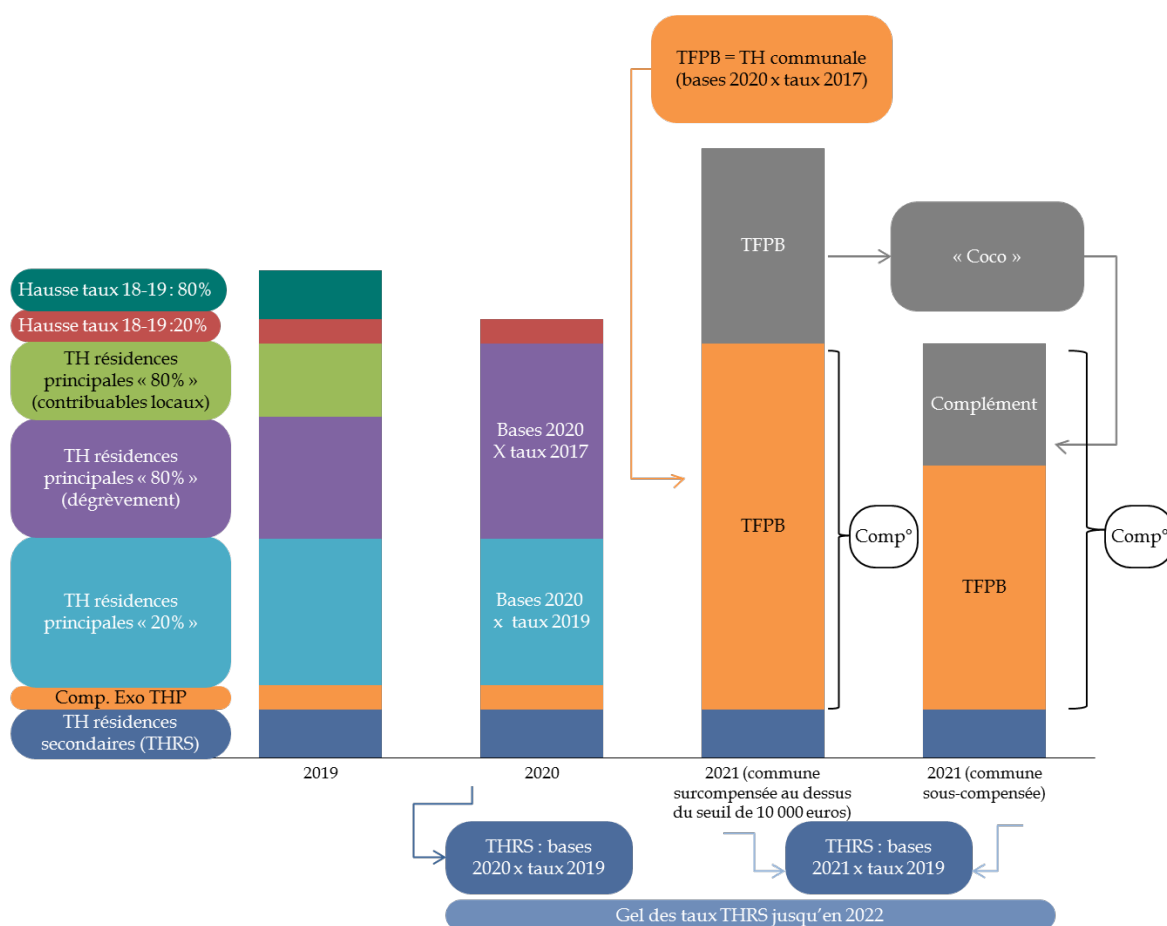 TFPB = TH communale
(bases 2020 x taux 2017)
TFPB
« Coco »
Hausse taux 18-19 : 80%
Hausse taux 18-19 :20%
TH résidences
principales « 80% »
(contribuables locaux)
Complément
TH résidences
principales « 80% »
(dégrèvement)
Bases 2020
X taux 2017
TFPB
Comp°
Comp°
TFPB
TH résidences
principales « 20% »
Bases 2020
x taux 2019
Comp. Exo THP
TH résidences
secondaires (THRS)
2019
2020
2021 (commune
surcompensée au dessus
du seuil de 10 000 euros)
2021 (commune
sous-compensée)
THRS : bases
2020 x taux 2019
THRS : bases
2021 x taux 2019
Gel des taux THRS jusqu'en 2022